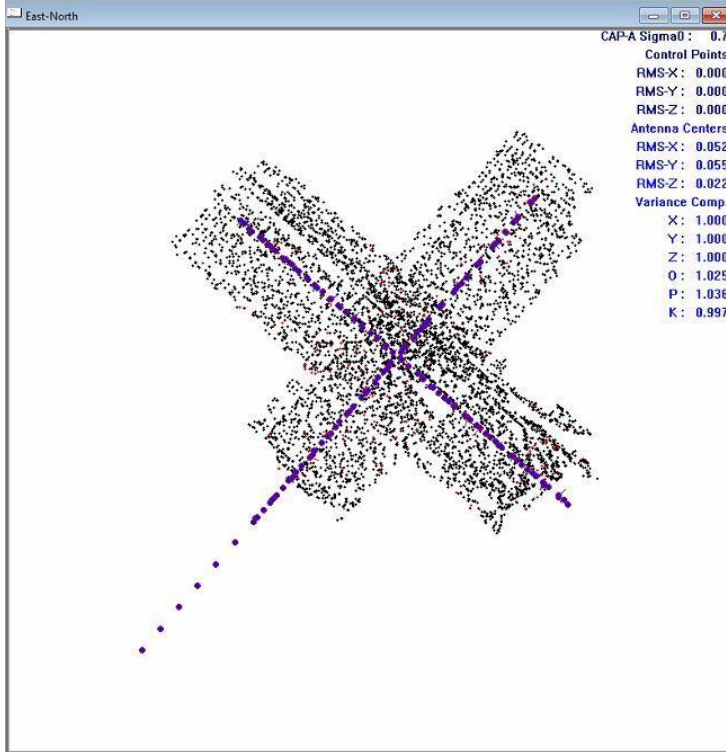 East-North
CAP-A Sigma0 : 0.7
Control Points
RMS-X : 0.000
RMS-Y : 0.000
RMS-Z : 0.000
Antenna Centers
RMS-X : 0.052
RMS-Y : 0.055
RMS-Z : 0.022
Variance Comp.
X : 1.000
Y : 1.000
Z : 1.000
O : 1.025
P : 1.036
K : 0.997